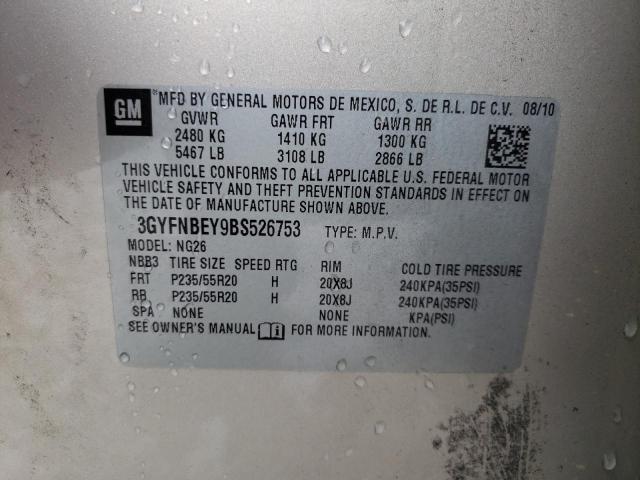 GM
®MFD BY GENERAL MOTORS DE MEXICO, S. DE R.L. DE C.V. 08/10
GVWR GAWR FRT GAWR RR
2480 KG 1410 KG 1300 KG
5467 LB 3108 LB 2866 LB
THIS VEHICLE CONFORMS TO ALL APPLICABLE U.S. FEDERAL MOTOR
VEHICLE SAFETY AND THEFT PREVENTION STANDARDS IN EFFECT ON
THE DATE OF MANUFACTURE SHOWN ABOVE.
3GYFNBEY9BS526753 TYPE: M.P.V.
MODEL: NG26
NBB3 TIRE SIZE SPEED RTG RIM COLD TIRE PRESSURE
FRT P235/55R20 H 20X8J 240KPA(35PSI)
RB P235/55R20 H 20X8J 240KPA(35PSI)
SPA NONE NONE KPA(PSI)
SEE OWNER'S MANUAL FOR MORE INFORMATION.